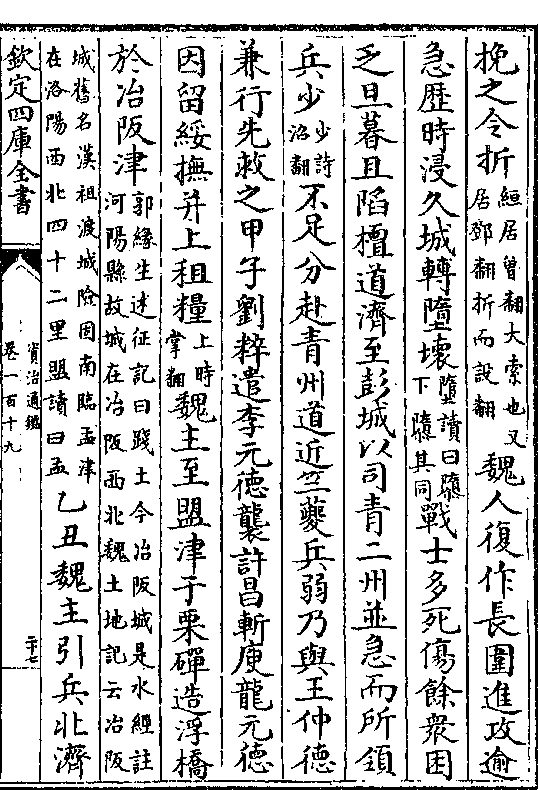 挽之令折絙居曾翻大索也又居鄧翻折而設翻魏人復作長圍進攻逾
急歷時浸久城轉墮壞墮讀曰隳下隳其同戰士多死傷餘衆困
乏旦暮且陷檀道濟至彭城以司青二州並急而所領
兵少少詩沼翻不足分赴青州道近竺夔兵弱乃與王仲德
兼行先救之甲子劉粹遣李元德襲許昌斬庾龍元德
因留綏撫并上租糧上時掌翻魏主至盟津于栗磾造浮橋
於冶阪津郭緣生述征記曰踐土今冶阪城是水經註河陽縣故城在冶阪西北魏土地記云冶阪
城舊名漢祖渡城險固南臨孟津在洛陽西北四十二里盟讀曰孟乙丑魏主引兵北濟
欽定四庫全書
資治通鑑
卷一百十九
二十七